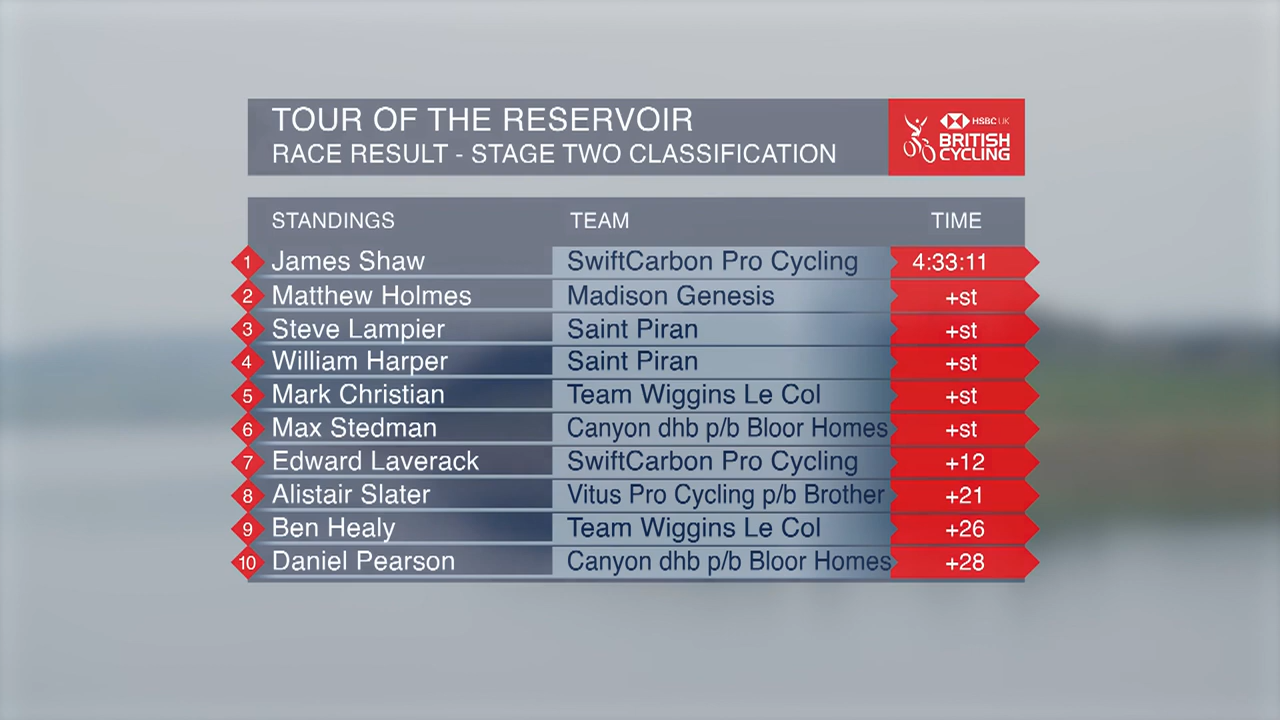 TOUR OF THE RESERVOIR
RACE RESULT - STAGE TWO CLASSIFICATION
HSBC UK
BRITISH
CYCLING
STANDINGS TEAM TIME
1 James Shaw SwiftCarbon Pro Cycling 4:33:11
2 Matthew Holmes Madison Genesis +st
3 Steve Lampier Saint Piran +st
4 William Harper Saint Piran +st
5 Mark Christian Team Wiggins Le Col +st
6 Max Stedman Canyon dhb p/b Bloor Homes +st
7 Edward Laverack SwiftCarbon Pro Cycling +12
8 Alistair Slater Vitus Pro Cycling p/b Brother +21
9 Ben Healy Team Wiggins Le Col +26
10 Daniel Pearson Canyon dhb p/b Bloor Homes +28